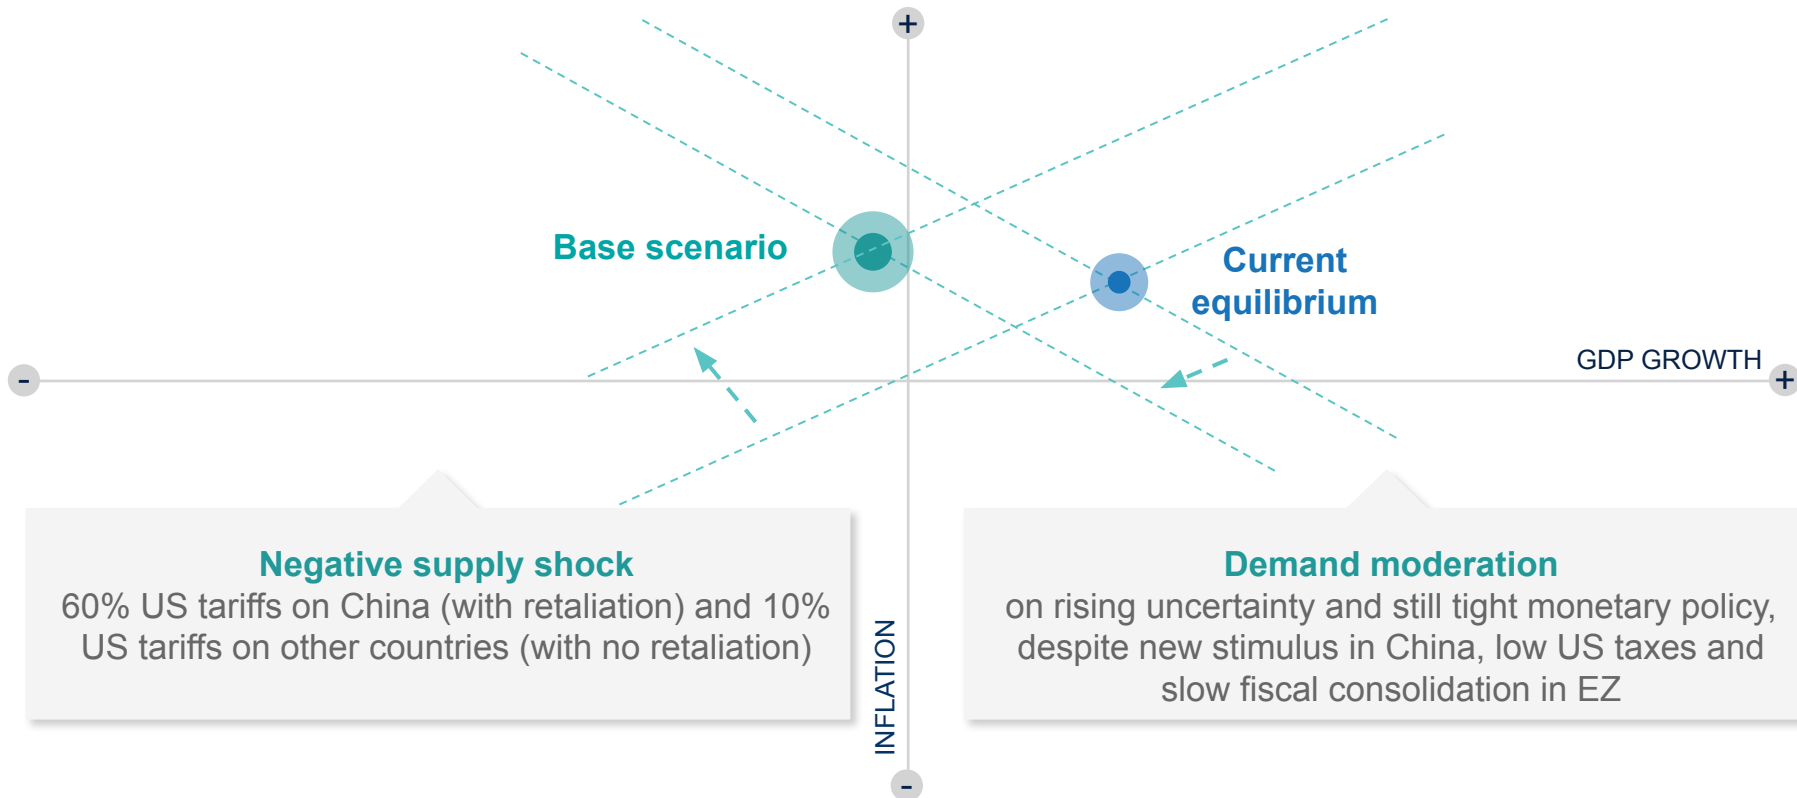 +
Base scenario
Current
equilibrium
GDP GROWTH
-
+
Negative supply shock
60% US tariffs on China (with retaliation) and 10%
US tariffs on other countries (with no retaliation)
INFLATION
Demand moderation
on rising uncertainty and still tight monetary policy,
despite new stimulus in China, low US taxes and
slow fiscal consolidation in EZ
-